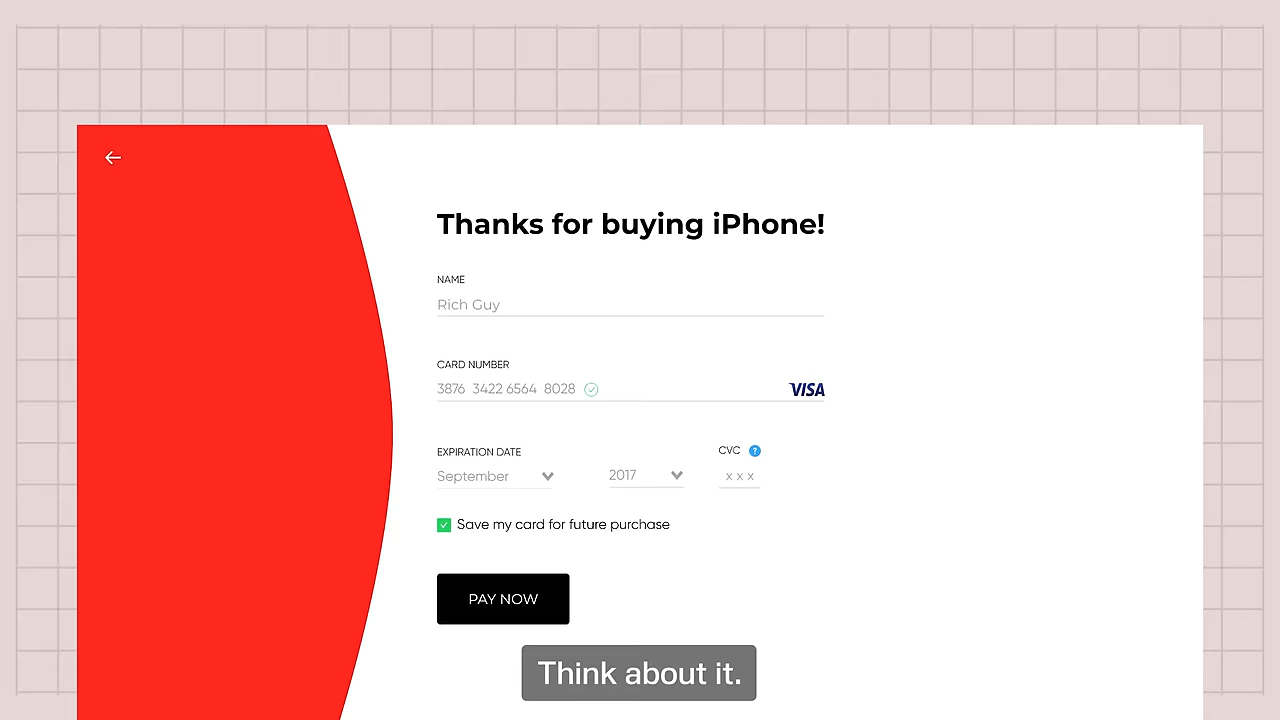 Thanks for buying iPhone!
NAME
Rich Guy
CARD NUMBER
3876 3422 6564 8028 VISA
EXPIRATION DATE CVC ?
September 2017 x x x
Save my card for future purchase
PAY NOW
Think about it.